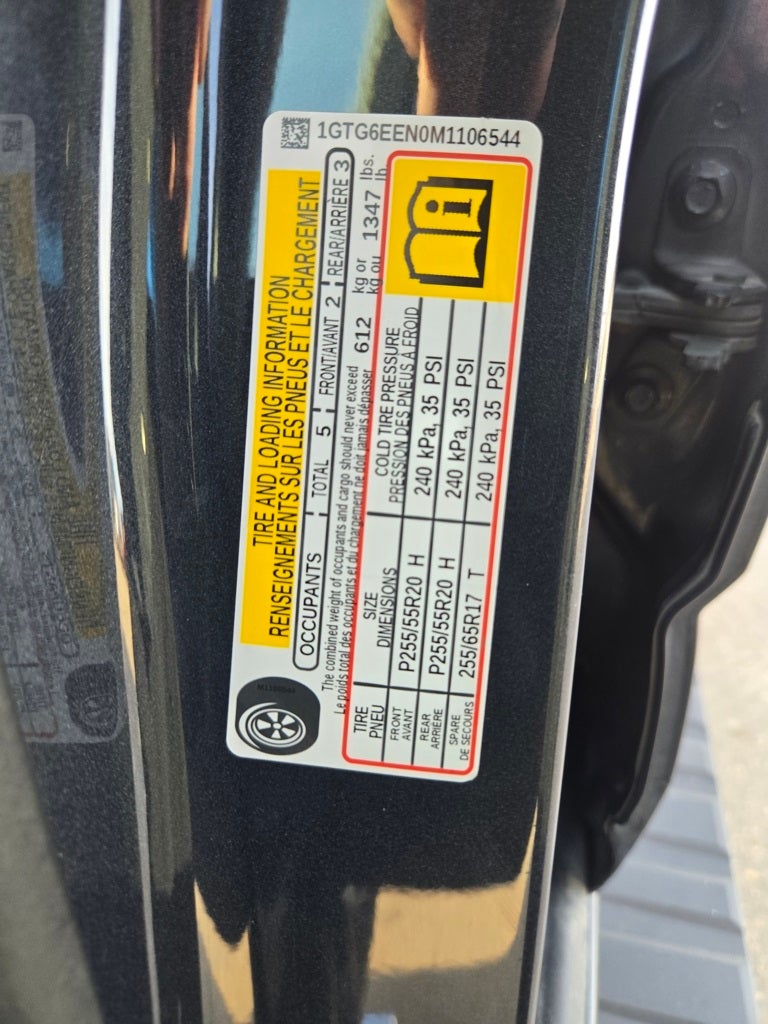 1GTG6EEN0M1106544
TIRE AND LOADING INFORMATION
RENSEIGNEMENTS SUR LES PNEUS ET LE CHARGEMENT
OCCUPANTS TOTAL 5 FRONT/AVANT 2 REAR/ARRIÈRE 3
The combined weight of occupants and cargo should never exceed 612 kg or 1347 lbs.
Le poids total des occupants et du chargement ne doit jamais dépasser kg ou lb
TIRE SIZE COLD TIRE PRESSURE
PNEU DIMENSIONS PRESSION DES PNEUS À FROID
FRONT
AVANT P255/55R20 H 240 kPa, 35 PSI
REAR
ARRIÈRE P255/55R20 H 240 kPa, 35 PSI
SPARE
DE SECOURS 255/65R17 T 240 kPa, 35 PSI
M1106544